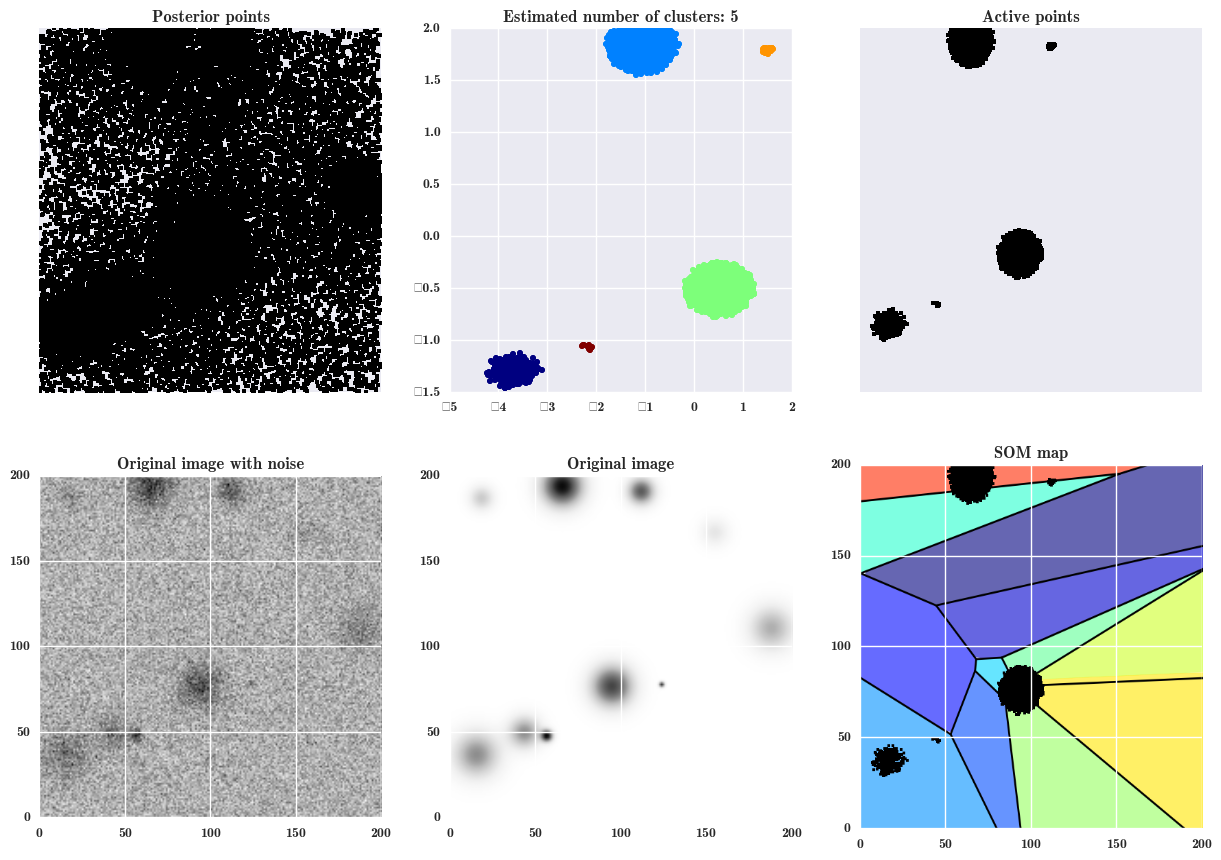 Posterior points
Estimated number of clusters: 5
Active points
2.0
1.5
1.0
0.5
0.0
□0.5
□1.0
□1.5
□5 □4 □3 □2 □1 0 1 2
Original image with noise
Original image
SOM map
200
150
100
50
0
0 50 100 150 200
200
150
100
50
0
0 50 100 150 200
200
150
100
50
0
0 50 100 150 200